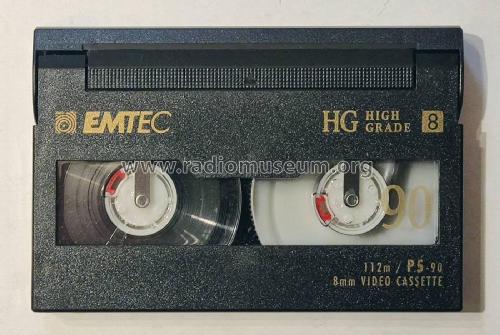 EMTEC
HG HIGH GRADE 8
www.radiomuseum.org
90
112m / P5-90
8mm VIDEO CASSETTE